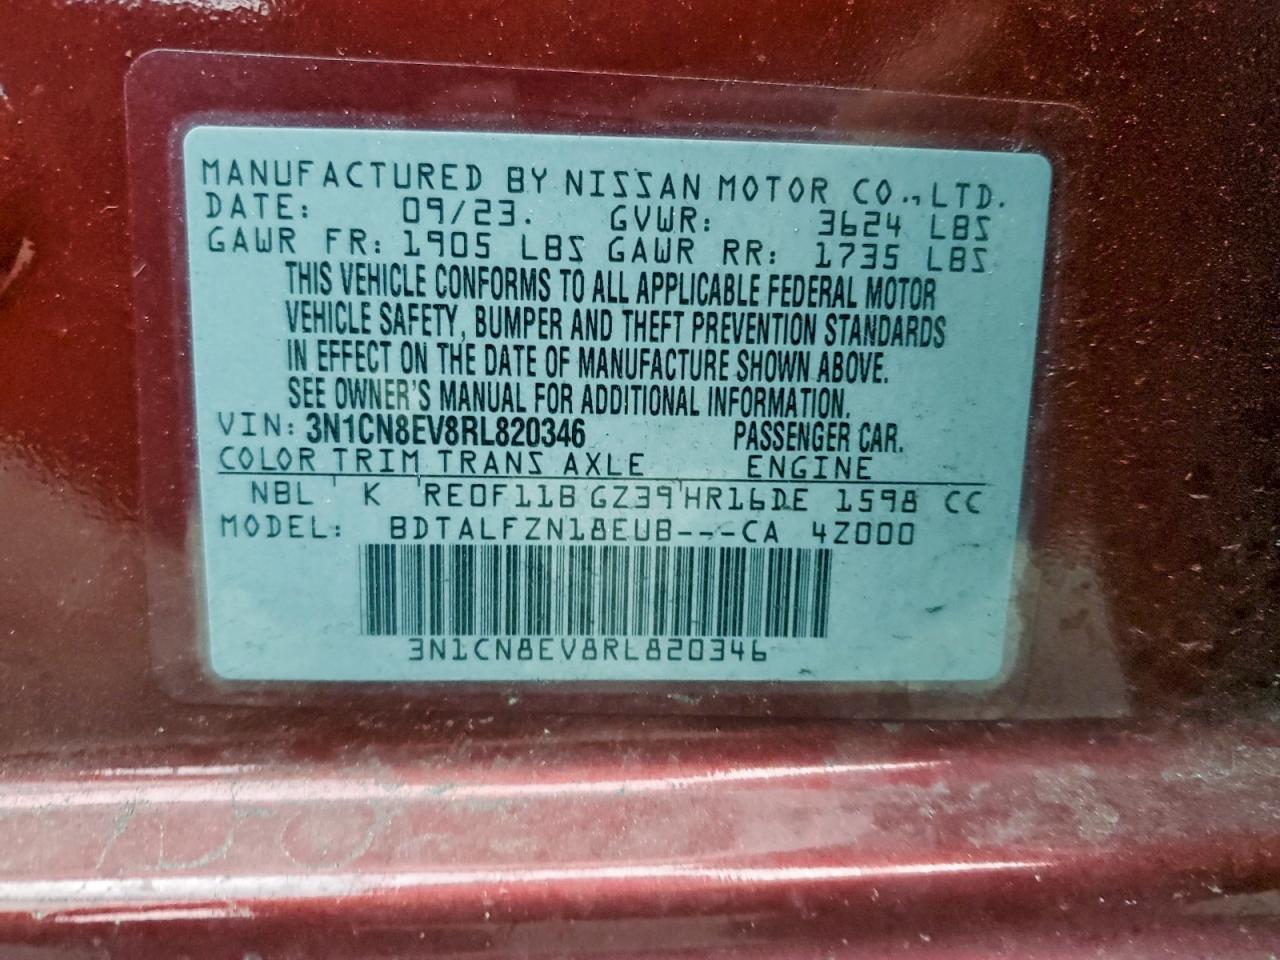 MANUFACTURED BY NISSAN MOTOR CO.,LTD.
DATE: 09/23. GVWR: 3624 LBS
GAWR FR: 1905 LBS GAWR RR: 1735 LBS
THIS VEHICLE CONFORMS TO ALL APPLICABLE FEDERAL MOTOR
VEHICLE SAFETY, BUMPER AND THEFT PREVENTION STANDARDS
IN EFFECT ON THE DATE OF MANUFACTURE SHOWN ABOVE.
SEE OWNER'S MANUAL FOR ADDITIONAL INFORMATION.
VIN: 3N1CN8EV8RL820346 PASSENGER CAR.
COLOR TRIM TRANS AXLE ENGINE
NBL K RE0F11B GZ39 HR16DE 1598 CC
MODEL: BDTALFZN18EUB---CA 4Z000
3N1CN8EV8RL820346